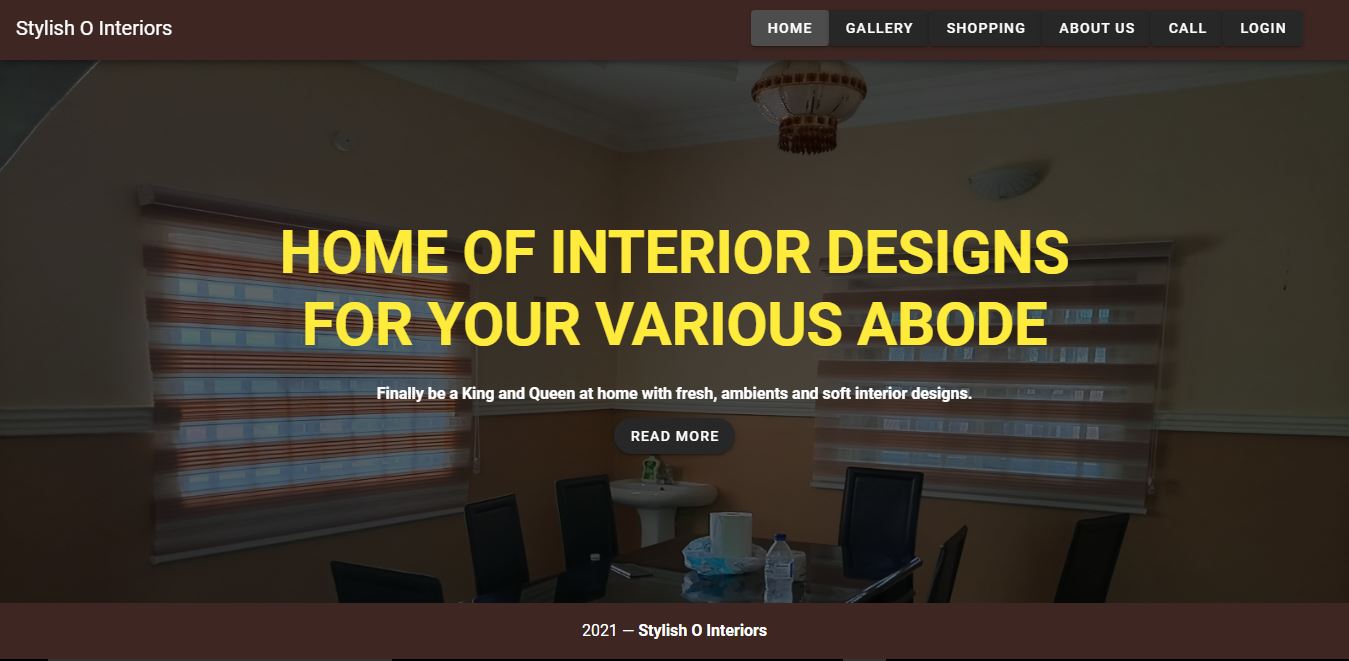 Stylish O Interiors
HOME GALLERY SHOPPING ABOUT US CALL LOGIN
HOME OF INTERIOR DESIGNS
FOR YOUR VARIOUS ABODE
Finally be a King and Queen at home with fresh, ambients and soft interior designs.
READ MORE
2021 — Stylish O Interiors